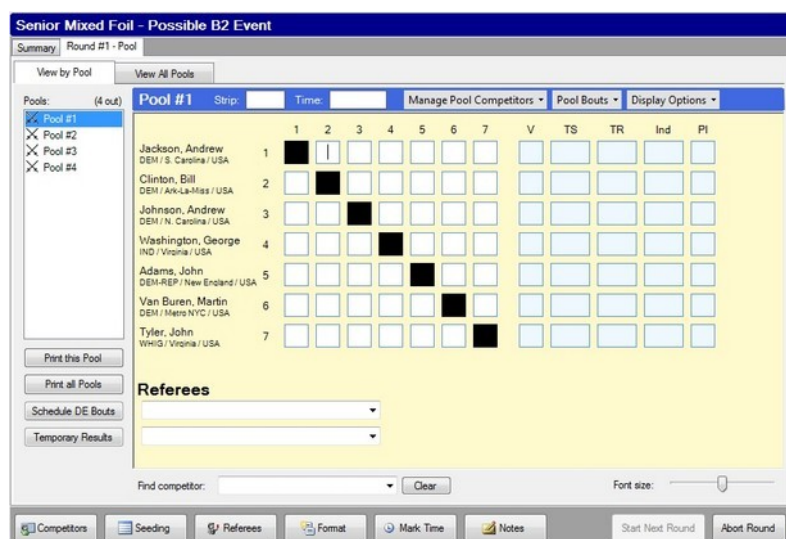 Senior Mixed Foil - Possible B2 Event
Summary Round #1 - Pool
View by Pool View All Pools
Pools: (4 out)
Pool #1
Pool #2
Pool #3
Pool #4
Pool #1 Strip: Time: Manage Pool Competitors Pool Bouts Display Options
1 2 3 4 5 6 7 V TS TR Ind Pl
Jackson, Andrew 1
DEM / S. Carolina / USA
Clinton, Bill 2
DEM / Ark-La-Miss / USA
Johnson, Andrew 3
DEM / N. Carolina / USA
Washington, George 4
IND / Virginia / USA
Adams, John 5
DEM-REP / New England / USA
Van Buren, Martin 6
DEM / Metro NYC / USA
Tyler, John 7
WHIG / Virginia / USA
Print this Pool
Print all Pools
Schedule DE Bouts
Temporary Results
Referees
Find competitor: Clear Font size:
Competitors Seeding Referees Format Mark Time Notes Start Next Round Abort Round